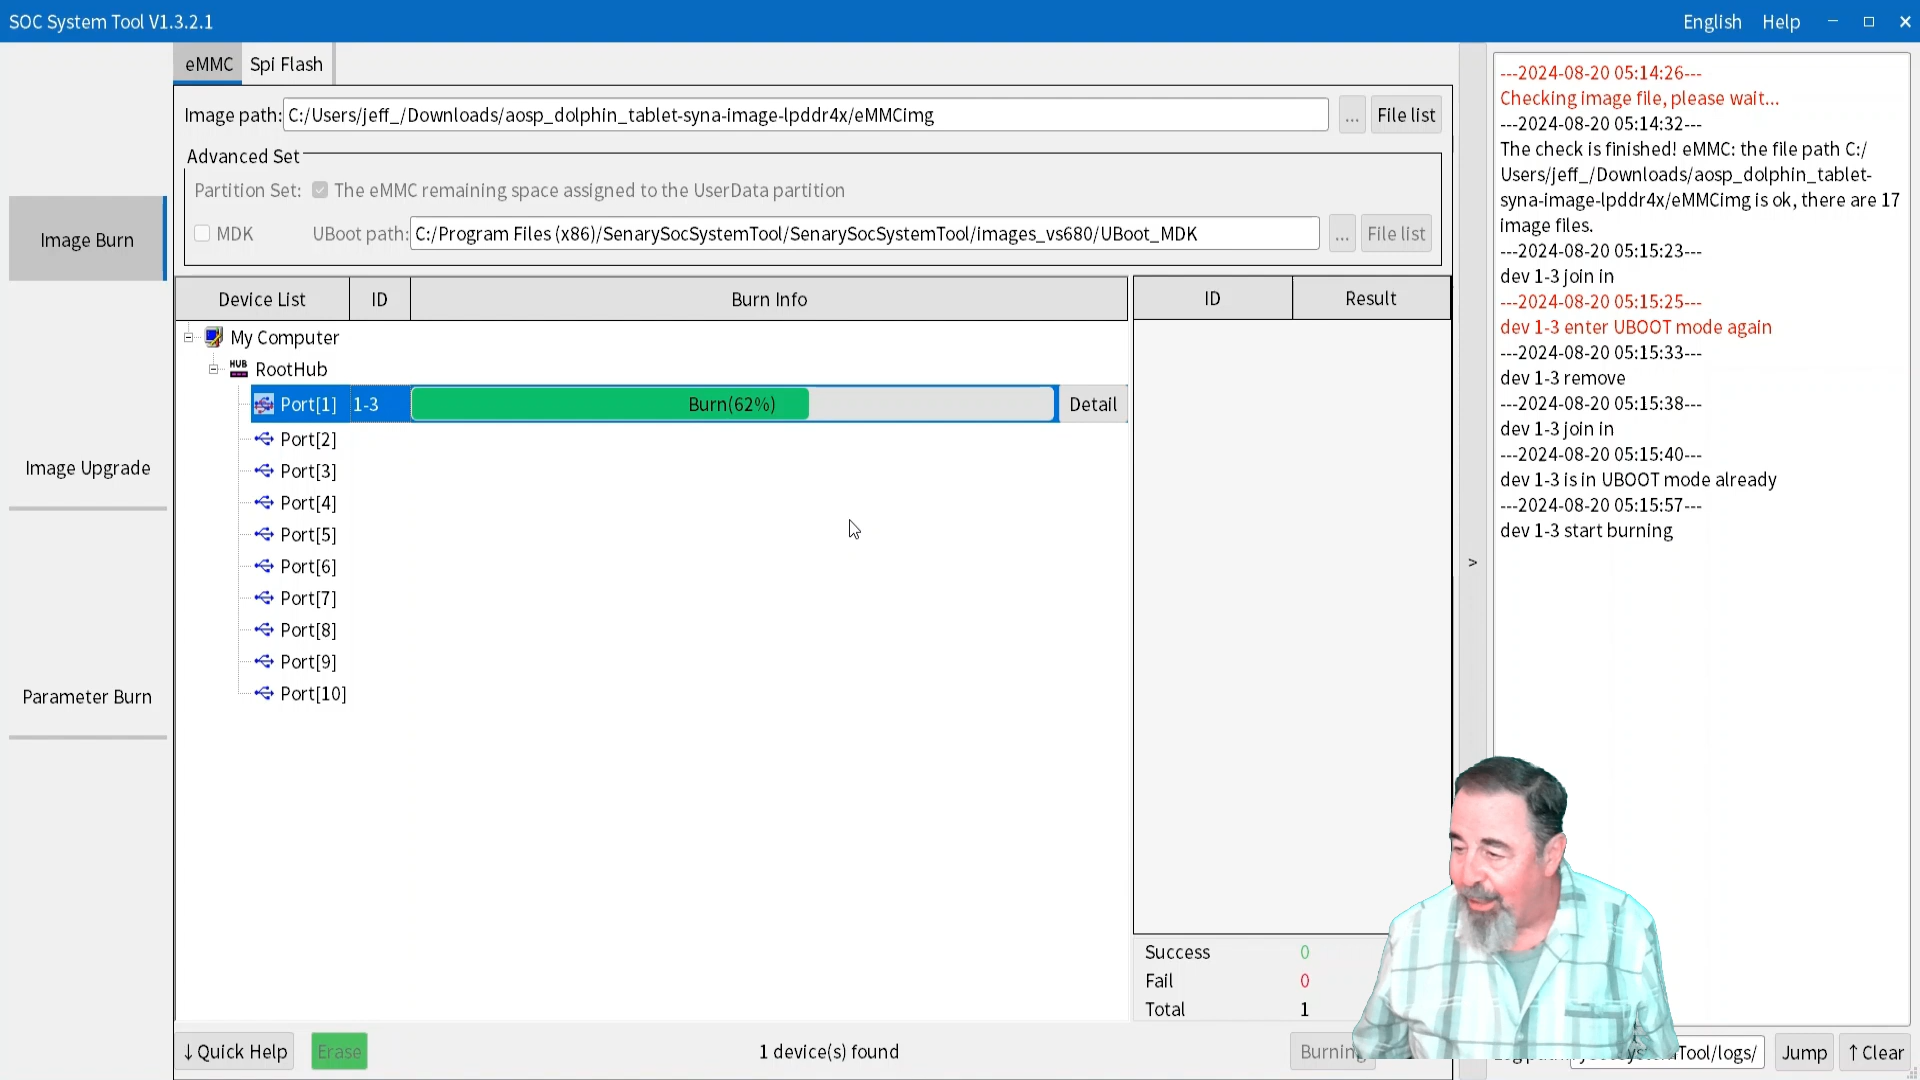 SOC System Tool V1.3.2.1
English Help
eMMC Spi Flash
Image path: C:/Users/jeff_/Downloads/aosp_dolphin_tablet-syna-image-lpddr4x/eMMCimg ... File list
Advanced Set
Partition Set: The eMMC remaining space assigned to the UserData partition
MDK UBoot path: C:/Program Files (x86)/SenarySocSystemTool/SenarySocSystemTool/images_vs680/UBoot_MDK ... File list
Image Burn
Image Upgrade
Parameter Burn
Device List ID Burn Info
My Computer
HUB RootHub
Port[1] 1-3 Burn(62%) Detail
Port[2]
Port[3]
Port[4]
Port[5]
Port[6]
Port[7]
Port[8]
Port[9]
Port[10]
ID Result
Success 0
Fail 0
Total 1
>
---2024-08-20 05:14:26---
Checking image file, please wait...
---2024-08-20 05:14:32---
The check is finished! eMMC: the file path C:/
Users/jeff_/Downloads/aosp_dolphin_tablet-
syna-image-lpddr4x/eMMCimg is ok, there are 17
image files.
---2024-08-20 05:15:23---
dev 1-3 join in
---2024-08-20 05:15:25---
dev 1-3 enter UBOOT mode again
---2024-08-20 05:15:33---
dev 1-3 remove
---2024-08-20 05:15:38---
dev 1-3 join in
---2024-08-20 05:15:40---
dev 1-3 is in UBOOT mode already
---2024-08-20 05:15:57---
dev 1-3 start burning
↓Quick Help Erase 1 device(s) found Burning Tool/logs/ Jump ↑Clear